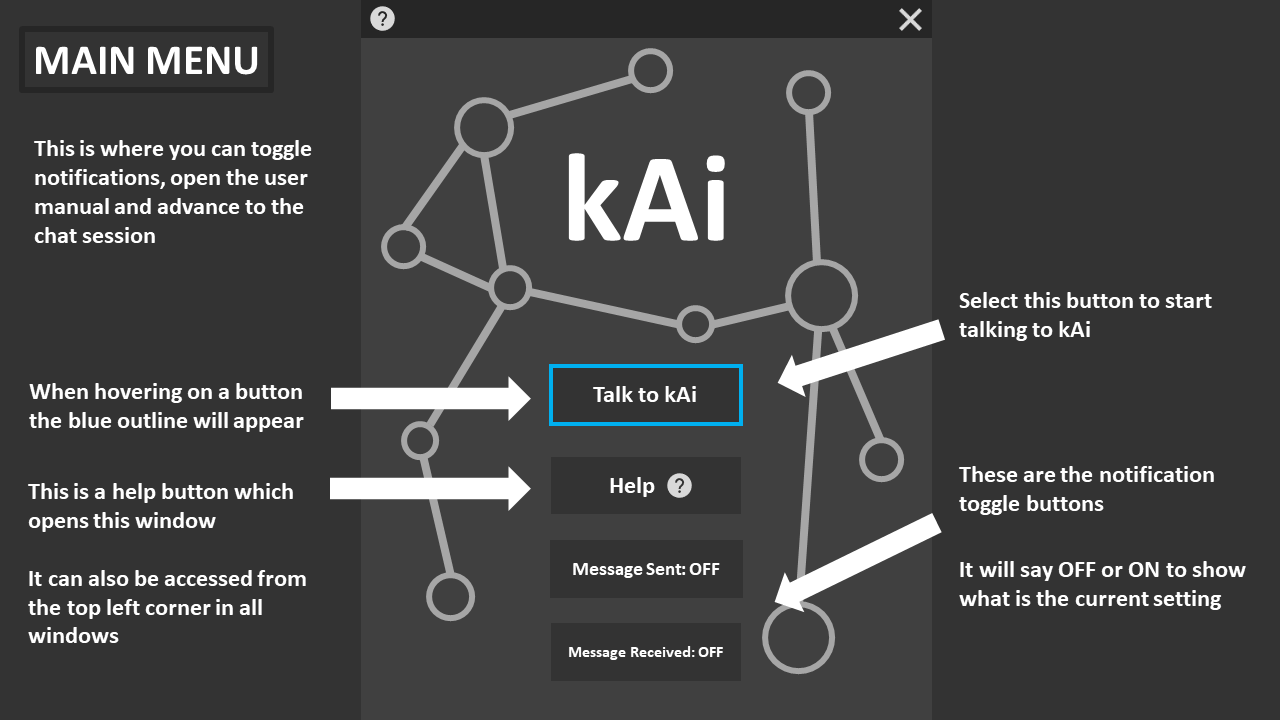 MAIN MENU
This is where you can toggle
notifications, open the user
manual and advance to the
chat session
When hovering on a button
the blue outline will appear
This is a help button which
opens this window
It can also be accessed from
the top left corner in all
windows
?
kAi
Talk to kAi
Help ?
Message Sent: OFF
Message Received: OFF
Select this button to start
talking to kAi
These are the notification
toggle buttons
It will say OFF or ON to show
what is the current setting